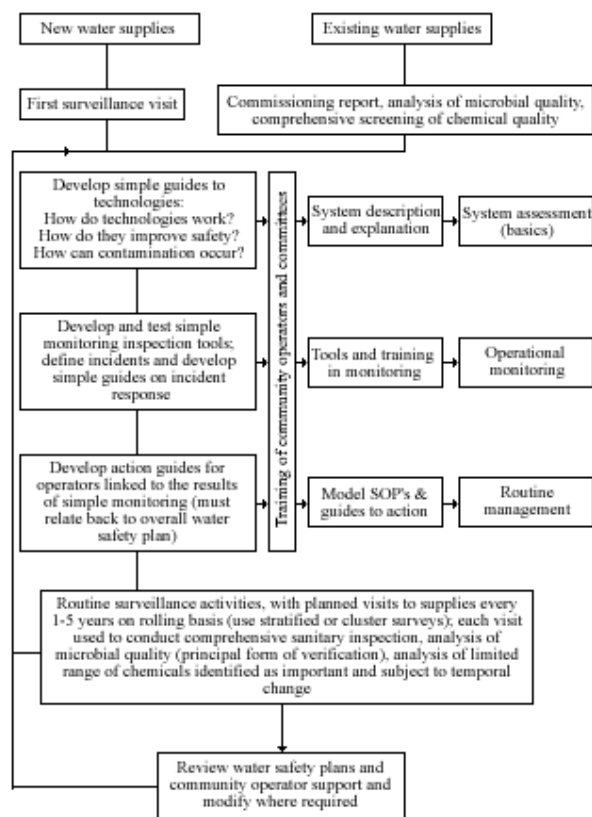 New water supplies
Existing water supplies
First surveillance visit
Commissioning report, analysis of microbial quality,
comprehensive screening of chemical quality
Develop simple guides to
technologies:
How do technologies work?
How do they improve safety?
How can contamination occur?
Training of community operators and committees
System description
and explanation
System assessment
(basics)
Develop and test simple
monitoring inspection tools;
define incidents and develop
simple guides on incident
response
Tools and training
in monitoring
Operational
monitoring
Develop action guides for
operators linked to the results
of simple monitoring (must
relate back to overall water
safety plan)
Model SOP's &
guides to action
Routine
management
Routine surveillance activities, with planned visits to supplies every
1-5 years on rolling basis (use stratified or cluster surveys); each visit
used to conduct comprehensive sanitary inspection, analysis of
microbial quality (principal form of verification), analysis of limited
range of chemicals identified as important and subject to temporal
change
Review water safety plans and
community operator support and
modify where required